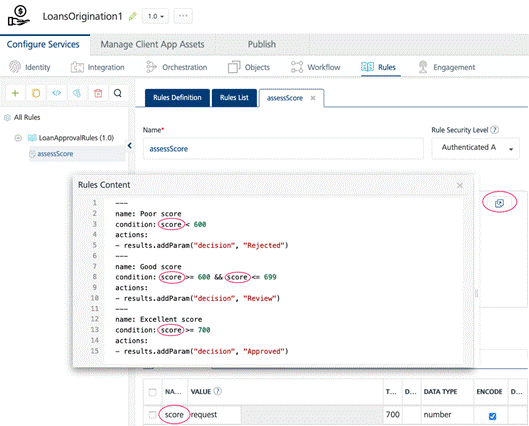 LoansOrigination1 1.0
Configure Services Manage Client App Assets Publish
Identity Integration Orchestration Objects Workflow Rules Engagement
Rules Definition Rules List assessScore
All Rules
Name* Rule Security Level
LoanApprovalRules (1.0)
assessScore Authenticated A
assessScore
Rules Content
1 ---
2 name: Poor score
3 condition: score < 600
4 actions:
5 - results.addParam("decision", "Rejected")
6 ---
7 name: Good score
8 condition: score >= 600 && score <= 699
9 actions:
10 - results.addParam("decision", "Review")
11 ---
12 name: Excellent score
13 condition: score >= 700
14 actions:
15 - results.addParam("decision", "Approved")
NA... VALUE T... D... DATA TYPE ENCODE D...
score request 700 number